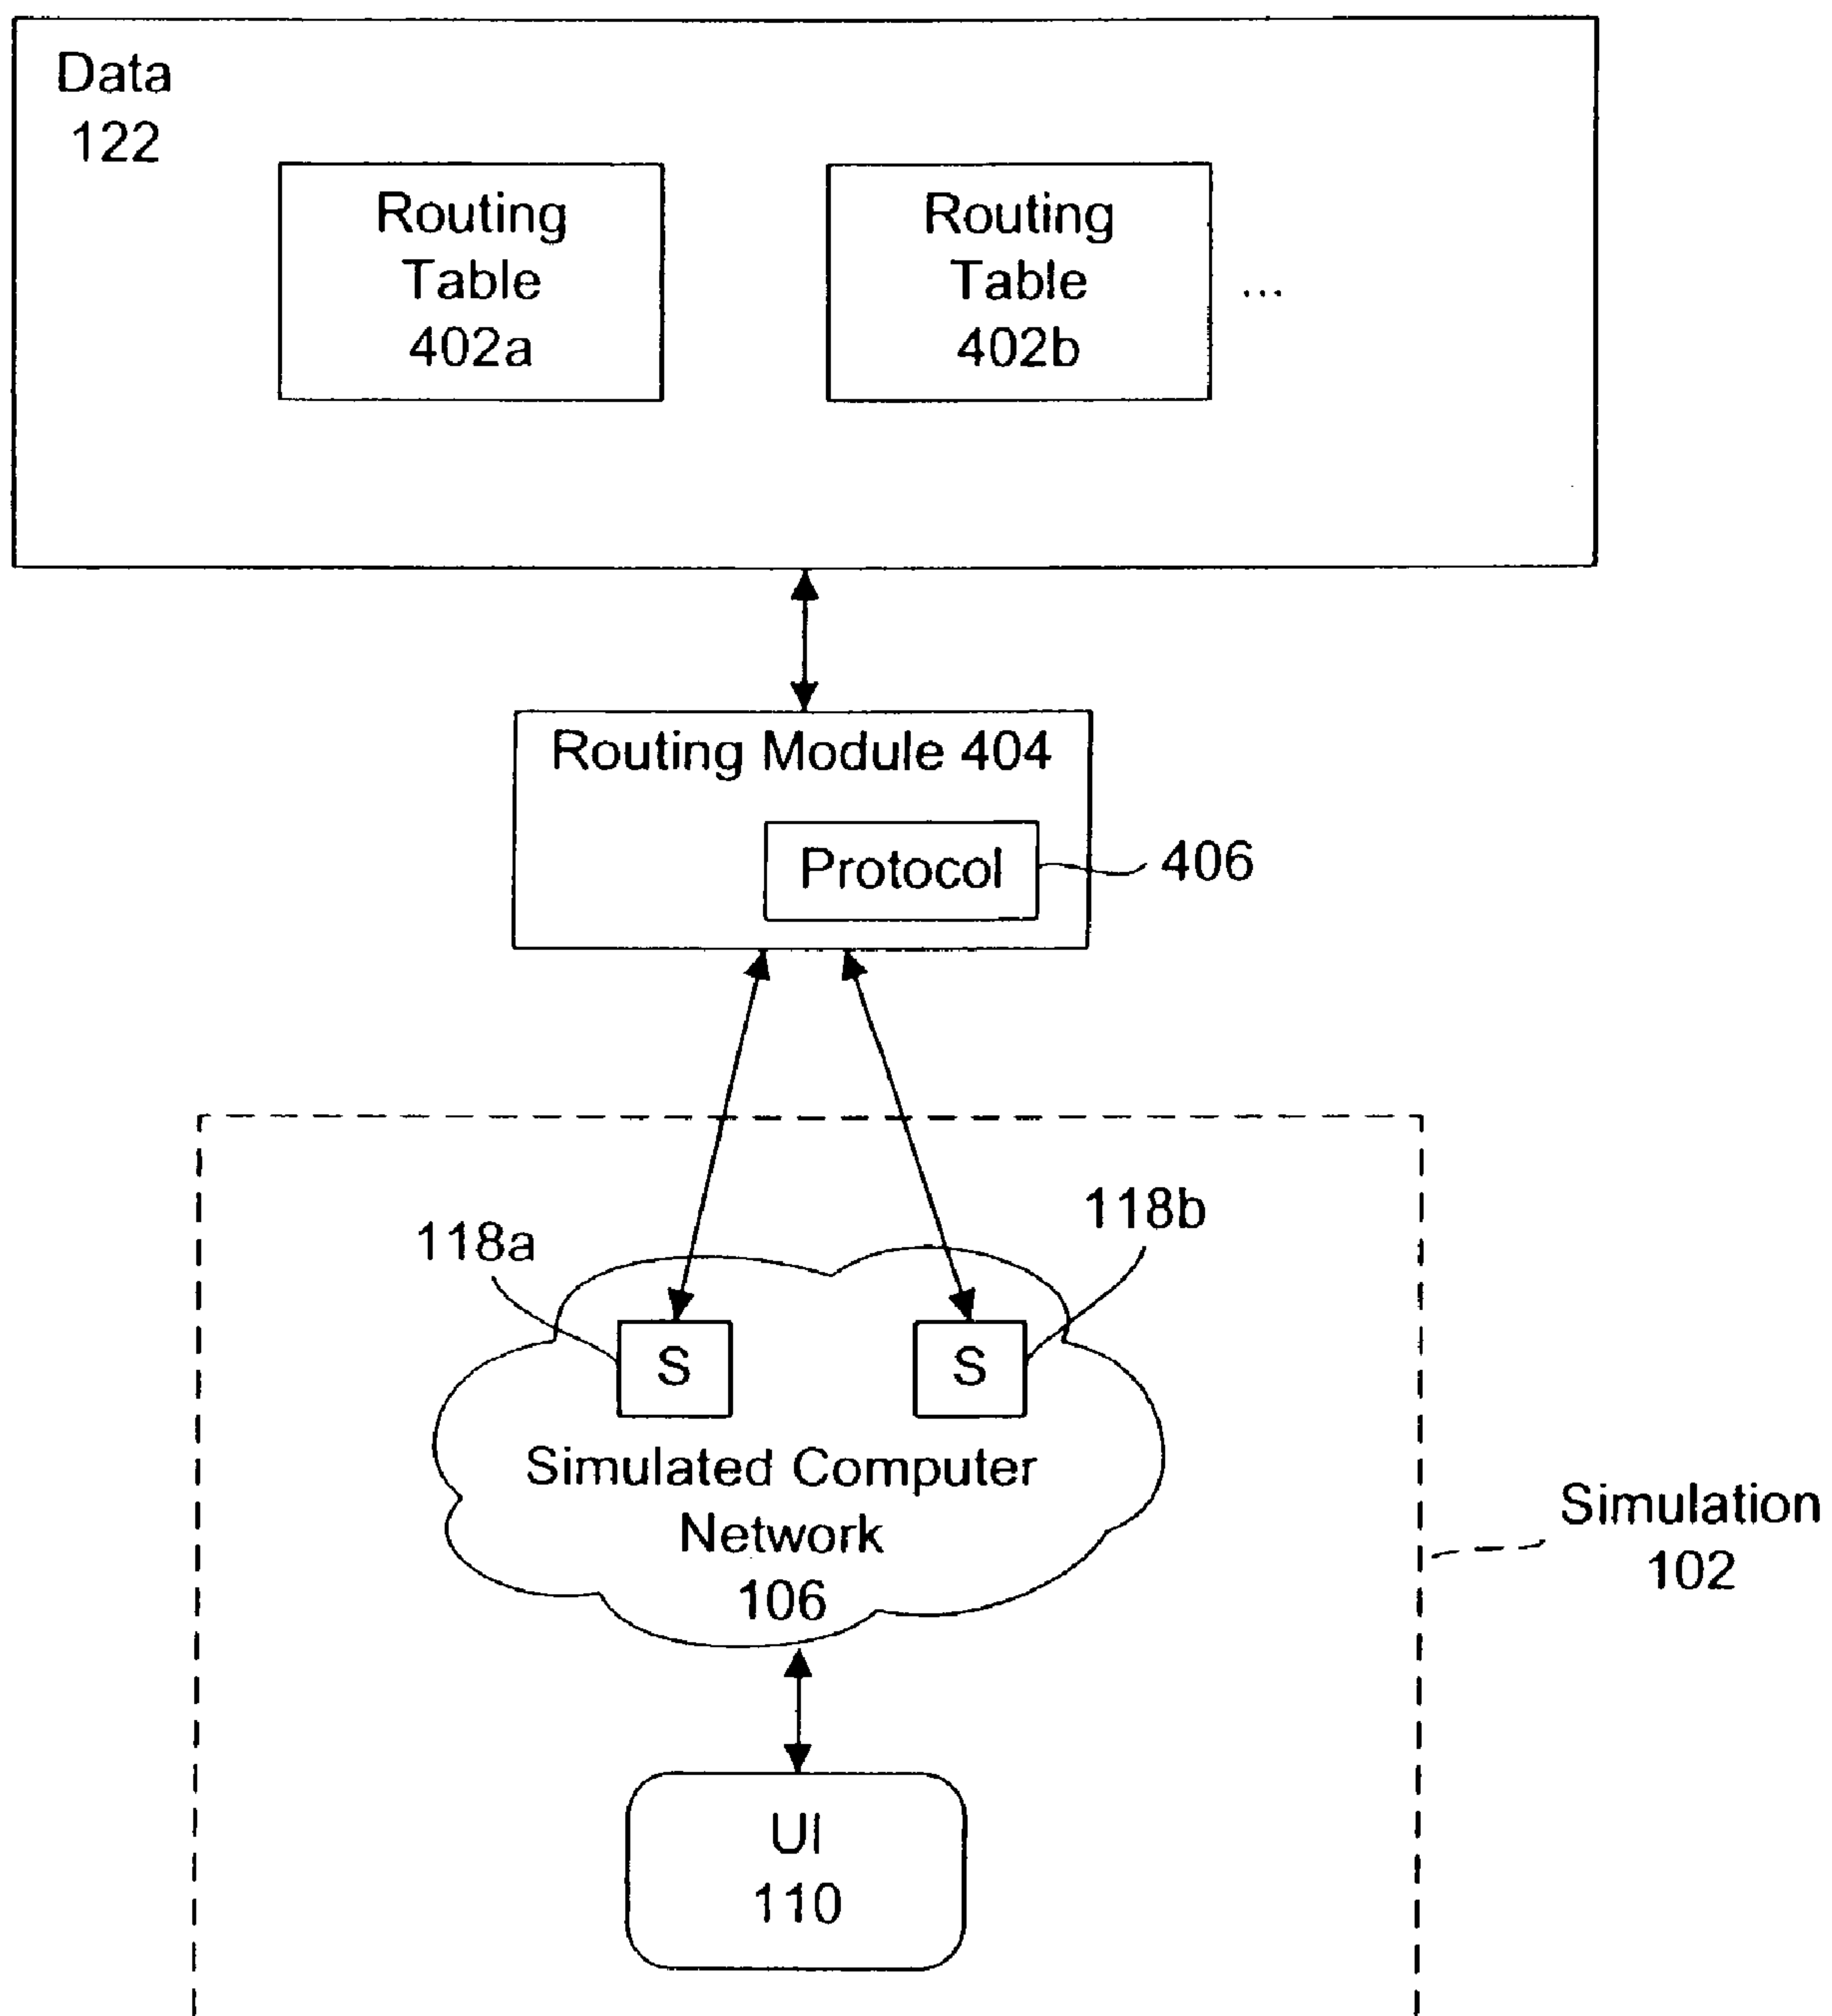 Data
122
Routing
Table
402a
Routing
Table
402b
...
Routing Module 404
Protocol
406
118a
118b
S
S
Simulated Computer
Network
106
Simulation
102
UI
110